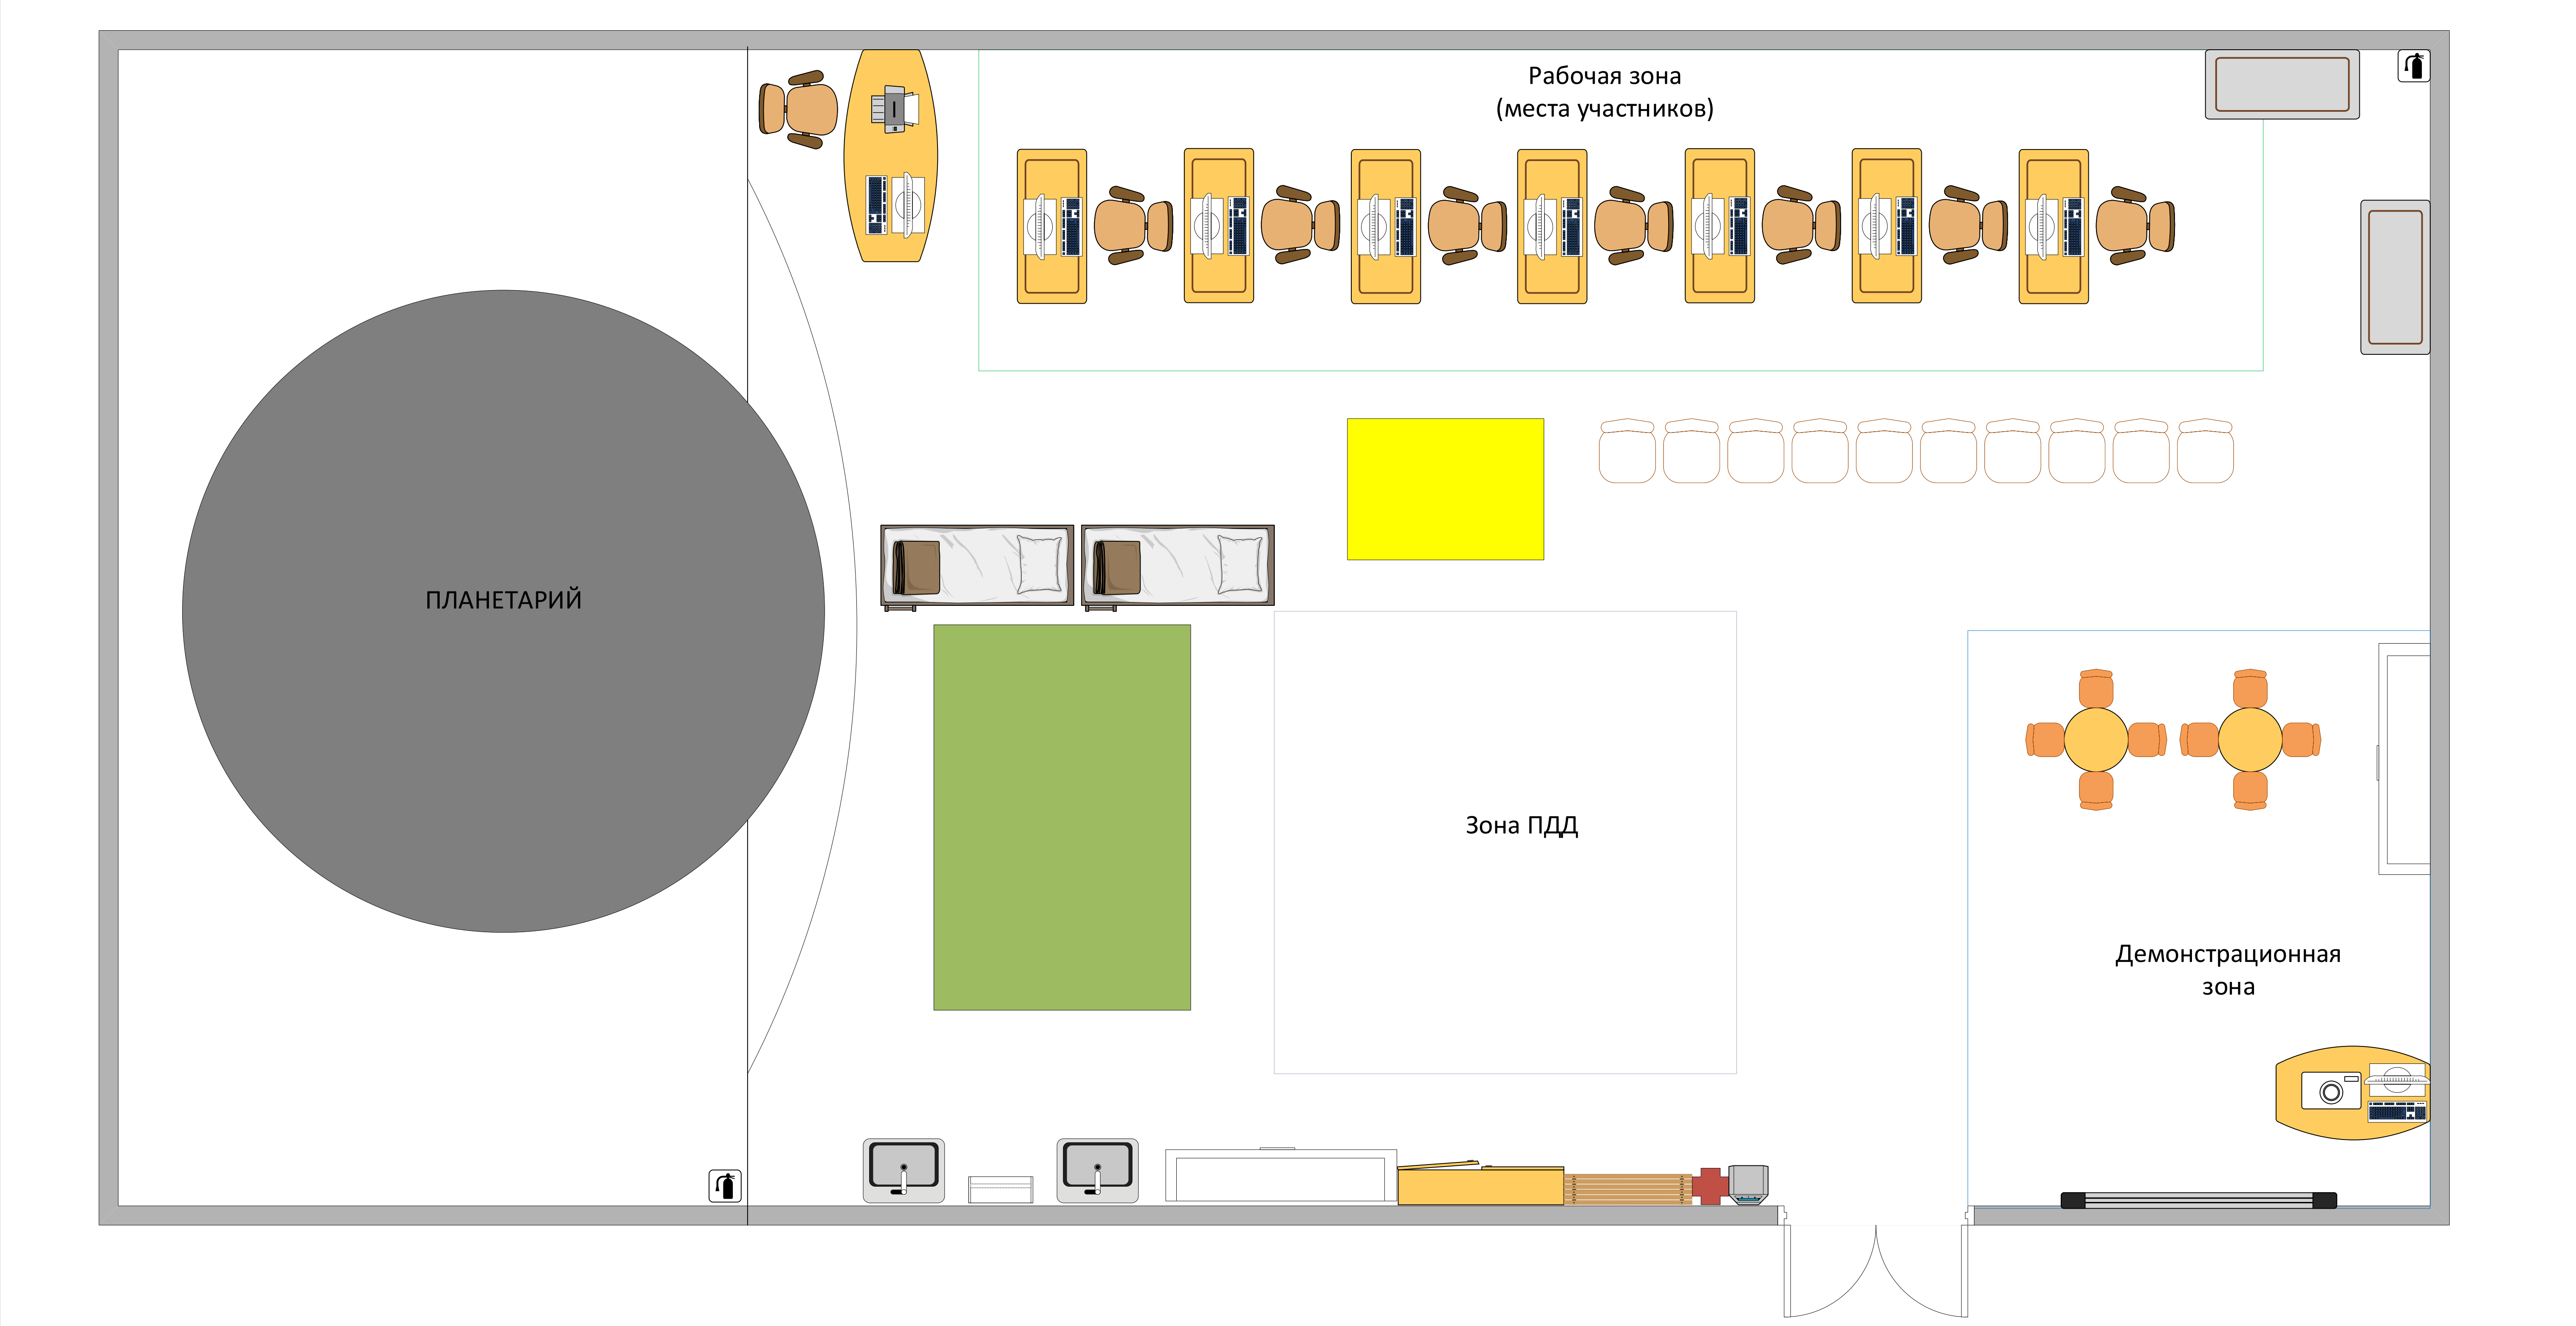 Рабочая зона
(места участников)
ПЛАНЕТАРИЙ
Зона ПДД
Демонстрационная
зона